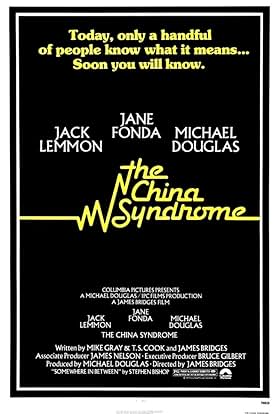 Today, only a handful
of people know what it means...
Soon you will know.
JACK LEMMON JANE FONDA MICHAEL DOUGLAS
the
China
Syndrome
COLUMBIA PICTURES PRESENTS
A MICHAEL DOUGLAS/IPC FILMS PRODUCTION
A JAMES BRIDGES FILM
JACK LEMMON JANE FONDA MICHAEL DOUGLAS
THE CHINA SYNDROME
Written by MIKE GRAY & T.S. COOK and JAMES BRIDGES
Associate Producer JAMES NELSON · Executive Producer BRUCE GILBERT
Produced by MICHAEL DOUGLAS · Directed by JAMES BRIDGES
"SOMEWHERE IN BETWEEN" by STEPHEN BISHOP
PG